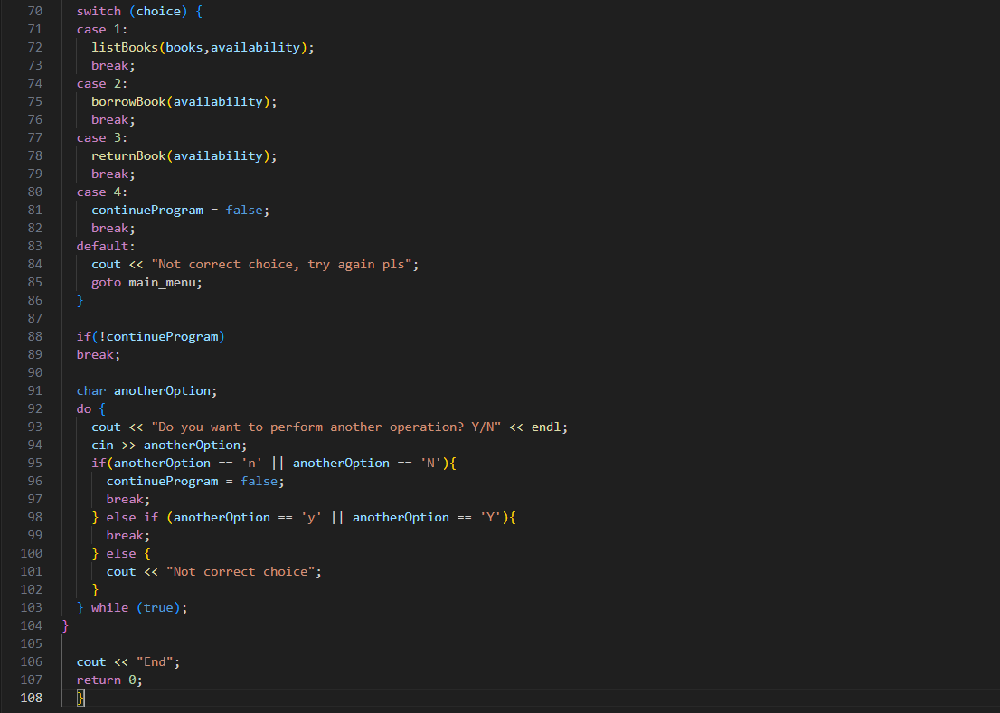 70 switch (choice) {
71 case 1:
72 listBooks(books,availability);
73 break;
74 case 2:
75 borrowBook(availability);
76 break;
77 case 3:
78 returnBook(availability);
79 break;
80 case 4:
81 continueProgram = false;
82 break;
83 default:
84 cout << "Not correct choice, try again pls";
85 goto main_menu;
86 }
87
88 if(!continueProgram)
89 break;
90
91 char anotherOption;
92 do {
93 cout << "Do you want to perform another operation? Y/N" << endl;
94 cin >> anotherOption;
95 if(anotherOption == 'n' || anotherOption == 'N'){
96 continueProgram = false;
97 break;
98 } else if (anotherOption == 'y' || anotherOption == 'Y'){
99 break;
100 } else {
101 cout << "Not correct choice";
102 }
103 } while (true);
104 }
105
106 cout << "End";
107 return 0;
108 }